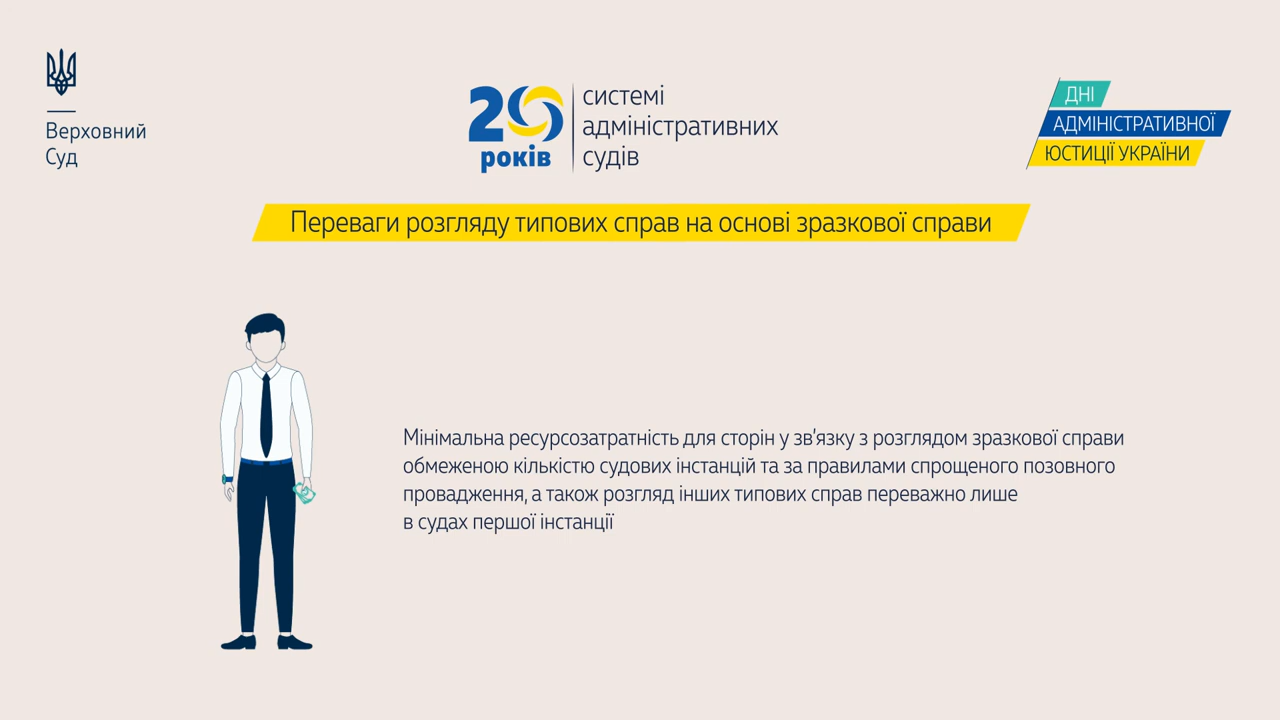 Верховний
Суд
20
років
системі
адміністративних
судів
ДНІ
АДМІНІСТРАТИВНОЇ
ЮСТИЦІЇ УКРАЇНИ
Переваги розгляду типових справ на основі зразкової справи
Мінімальна ресурсозатратність для сторін у зв’язку з розглядом зразкової справи
обмеженою кількістю судових інстанцій та за правилами спрощеного позовного
провадження, а також розгляд інших типових справ переважно лише
в судах першої інстанції